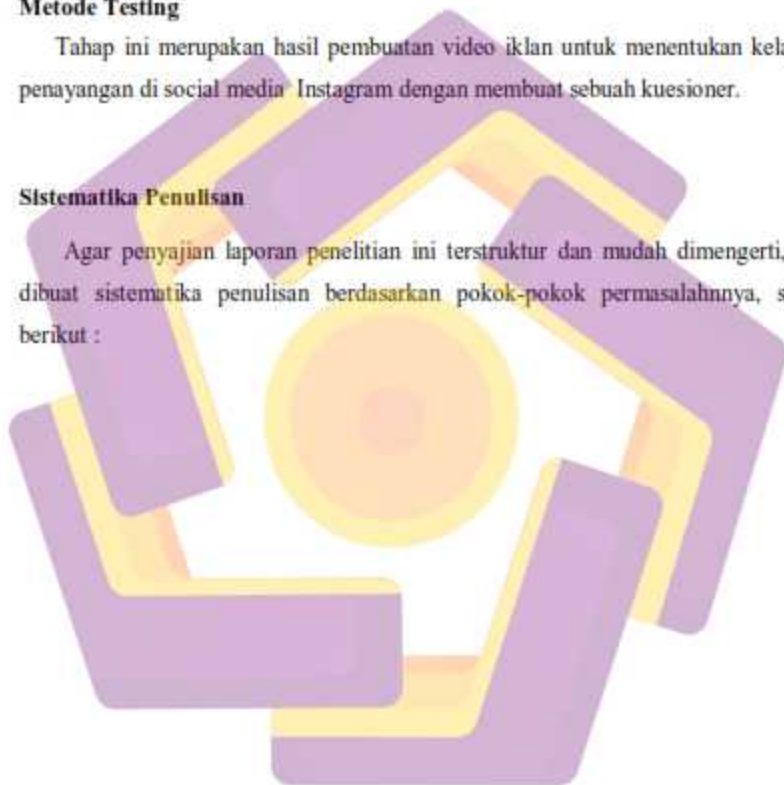 Metode Testing
Tahap ini merupakan hasil pembuatan video iklan untuk menentukan kela
penayangan di social media Instagram dengan membuat sebuah kuesioner.
Sistematika Penulisan
Agar penyajian laporan penelitian ini terstruktur dan mudah dimengerti,
dibuat sistematika penulisan berdasarkan pokok-pokok permasalahnnya, s
berikut :